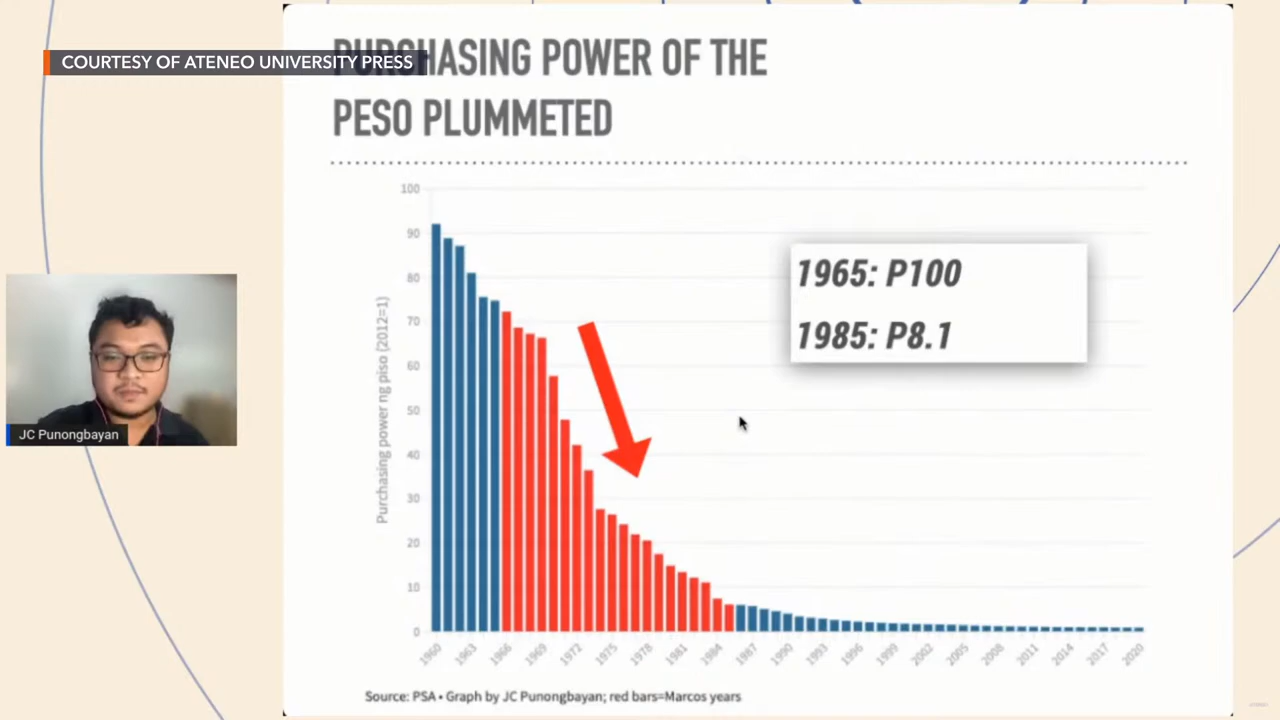 COURTESY OF ATENEO UNIVERSITY PRESS
PURCHASING POWER OF THE
PESO PLUMMETED
1965: P100
1985: P8.1
Purchasing power ng piso (2012=1)
100
90
80
70
60
50
40
30
20
10
0
1960 1963 1966 1969 1972 1975 1978 1981 1984 1987 1990 1993 1996 1999 2002 2005 2008 2011 2014 2017 2020
Source: PSA • Graph by JC Punongbayan; red bars=Marcos years
JC Punongbayan